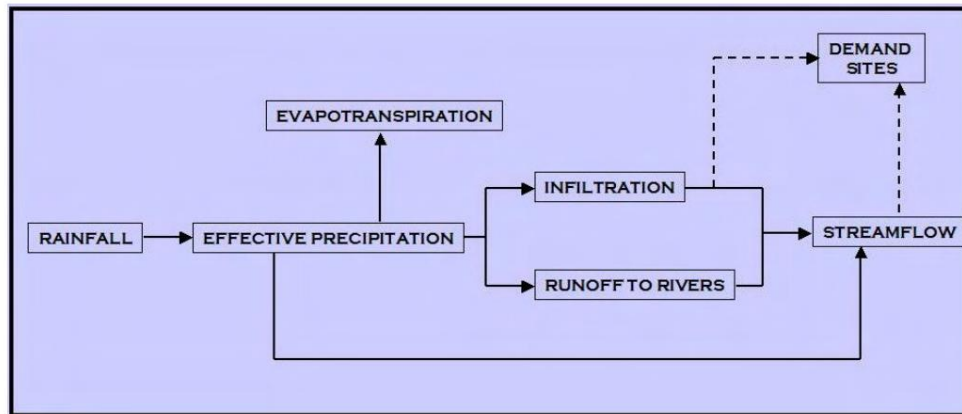 DEMAND
SITES
EVAPOTRANSPIRATION
INFILTRATION
RAINFALL
EFFECTIVE PRECIPITATION
STREAMFLOW
RUNOFF TO RIVERS